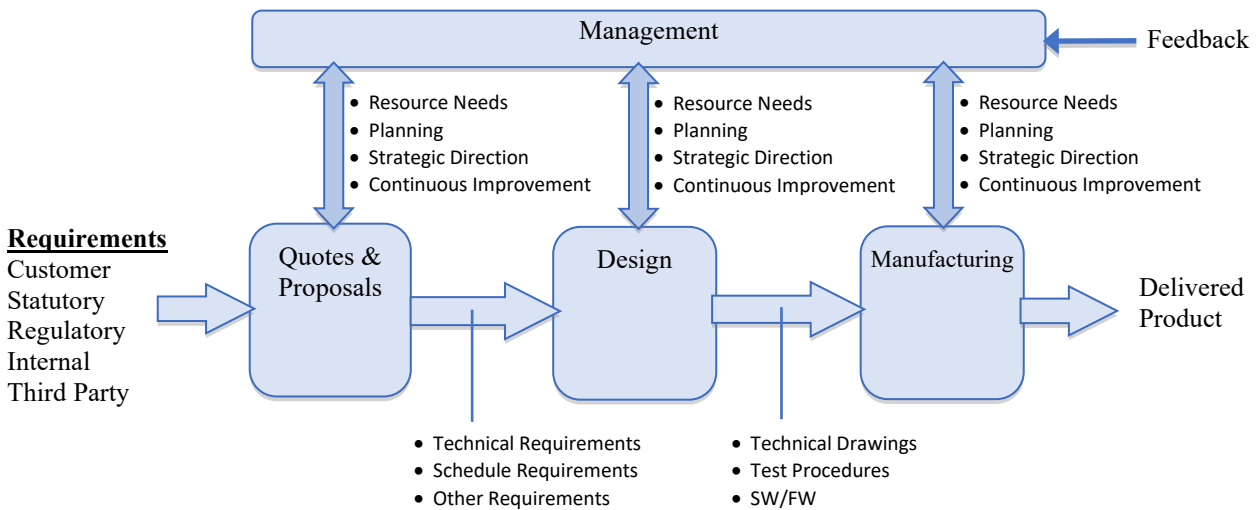 Management
Feedback
• Resource Needs
• Planning
• Strategic Direction
• Continuous Improvement
• Resource Needs
• Planning
• Strategic Direction
• Continuous Improvement
• Resource Needs
• Planning
• Strategic Direction
• Continuous Improvement
Requirements
Customer
Statutory
Regulatory
Internal
Third Party
Quotes &
Proposals
Design
Manufacturing
Delivered
Product
• Technical Requirements
• Schedule Requirements
• Other Requirements
• Technical Drawings
• Test Procedures
• SW/FW